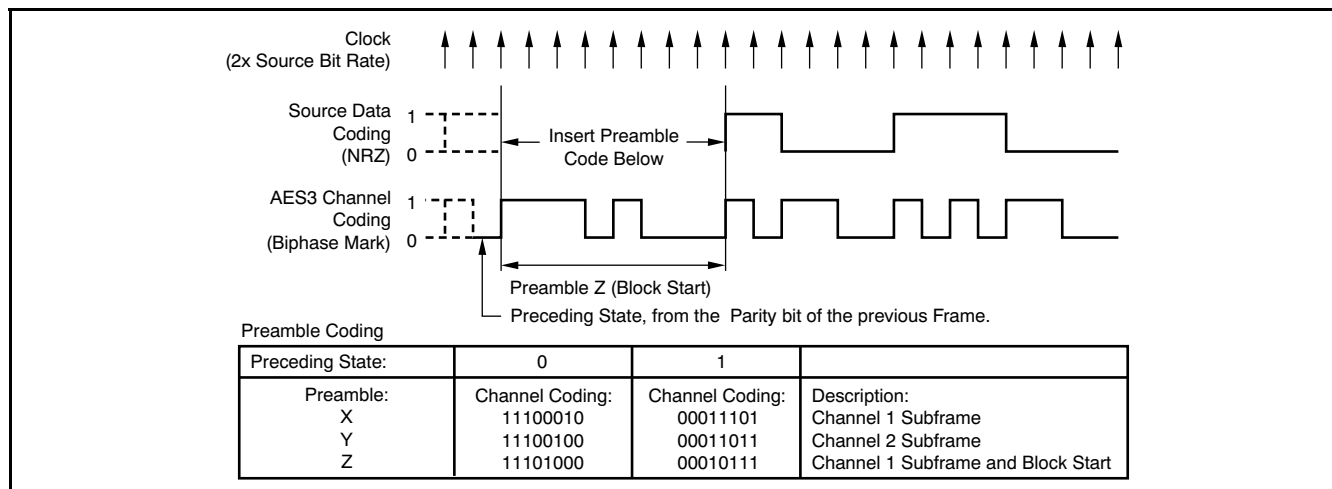 Clock
(2x Source Bit Rate)
Source Data
Coding
(NRZ)
1
0
Insert Preamble
Code Below
AES3 Channel
Coding
(Biphase Mark)
1
0
Preamble Z (Block Start)
Preceding State, from the Parity bit of the previous Frame.
Preamble Coding
Preceding State: 0 1
Preamble: Channel Coding: Channel Coding: Description:
X 11100010 00011101 Channel 1 Subframe
Y 11100100 00011011 Channel 2 Subframe
Z 11101000 00010111 Channel 1 Subframe and Block Start